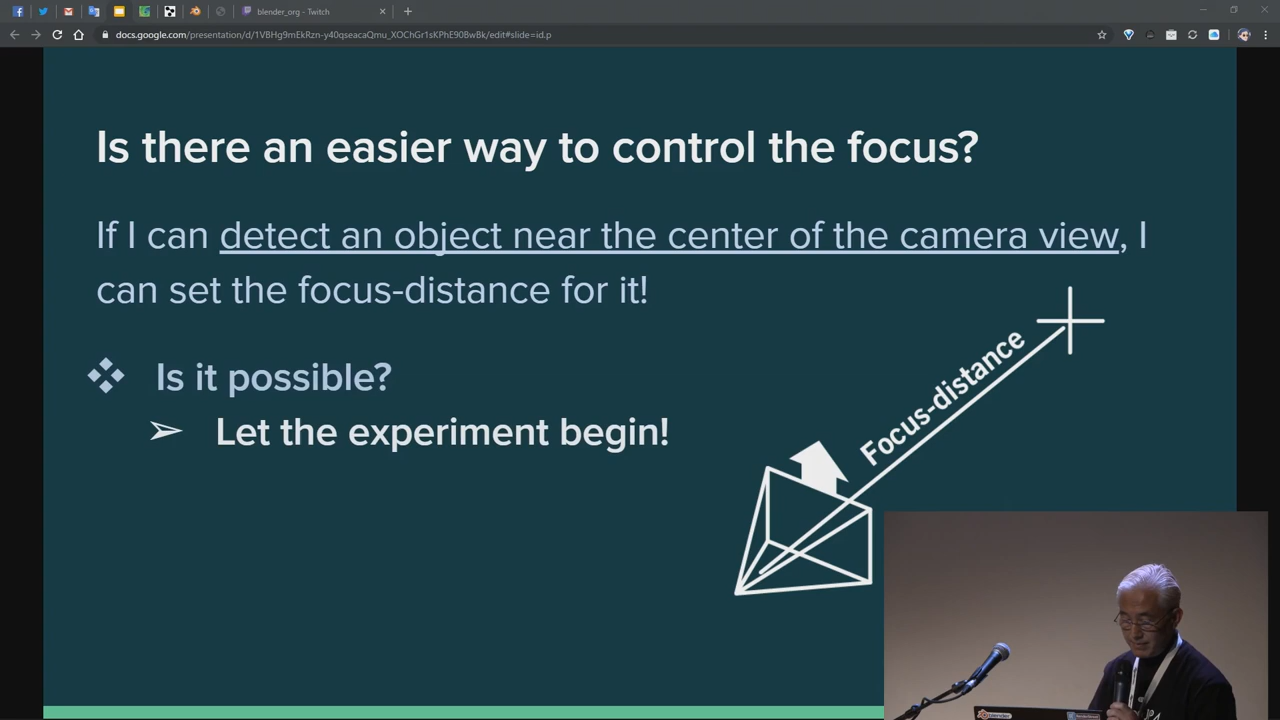 blender_org - Twitch
docs.google.com/presentation/d/1VBHg9mEkRzn-y40qseacaQmu_XOChGr1sKPhE90BwBk/edit#slide=id.p
Is there an easier way to control the focus?
If I can detect an object near the center of the camera view, I
can set the focus-distance for it!
❖ Is it possible?
➢ Let the experiment begin!
Focus-distance
blender